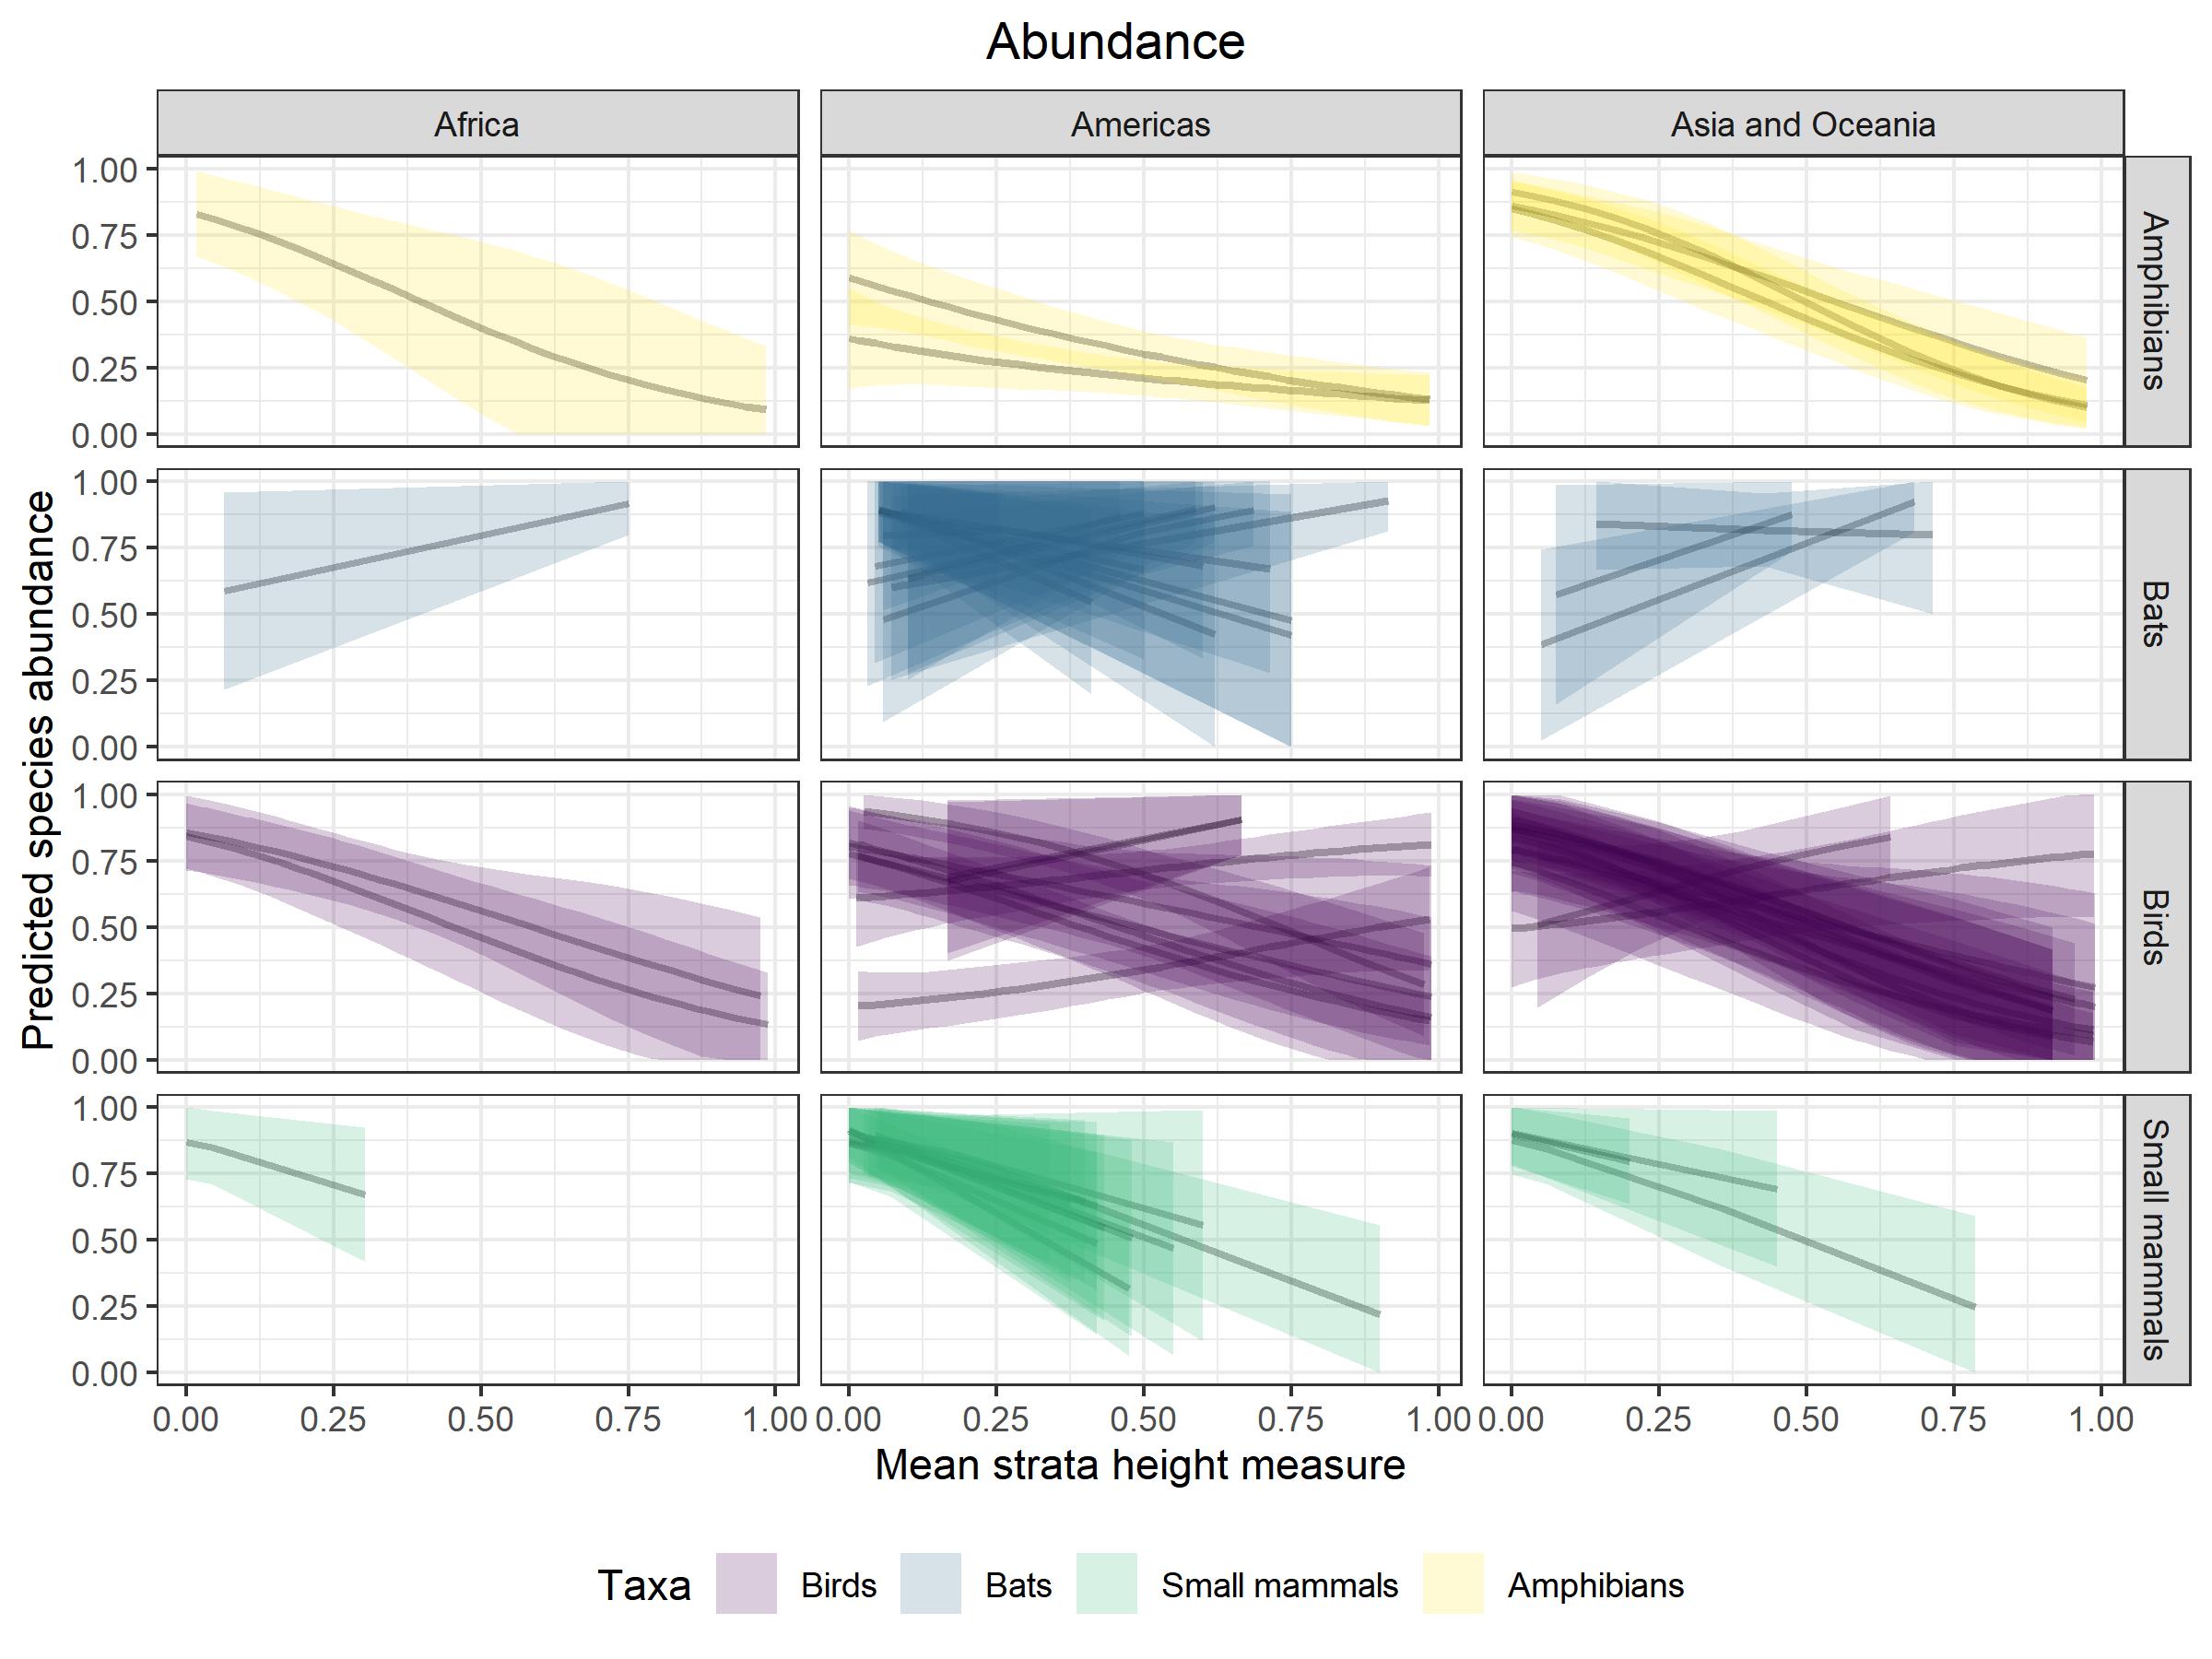 Abundance
Africa
Americas
Asia and Oceania
1.00
0.75
0.50
0.25
0.00
Amphibians
1.00
0.75
0.50
0.25
0.00
Bats
1.00
0.75
0.50
0.25
0.00
Birds
1.00
0.75
0.50
0.25
0.00
Small mammals
Predicted species abundance
0.00 0.25 0.50 0.75 1.00 0.00 0.25 0.50 0.75 1.00 0.00 0.25 0.50 0.75 1.00
Mean strata height measure
Taxa Birds Bats Small mammals Amphibians